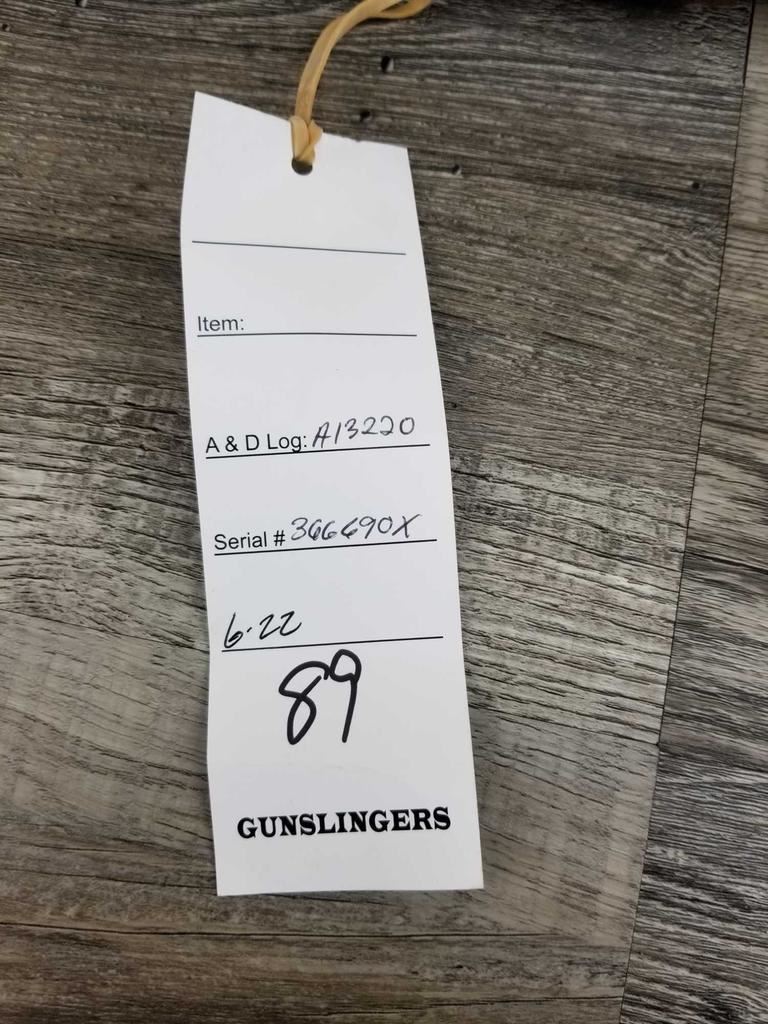 Item:
A & D Log: A13220
Serial # 366690X
6-22
89
GUNSLINGERS